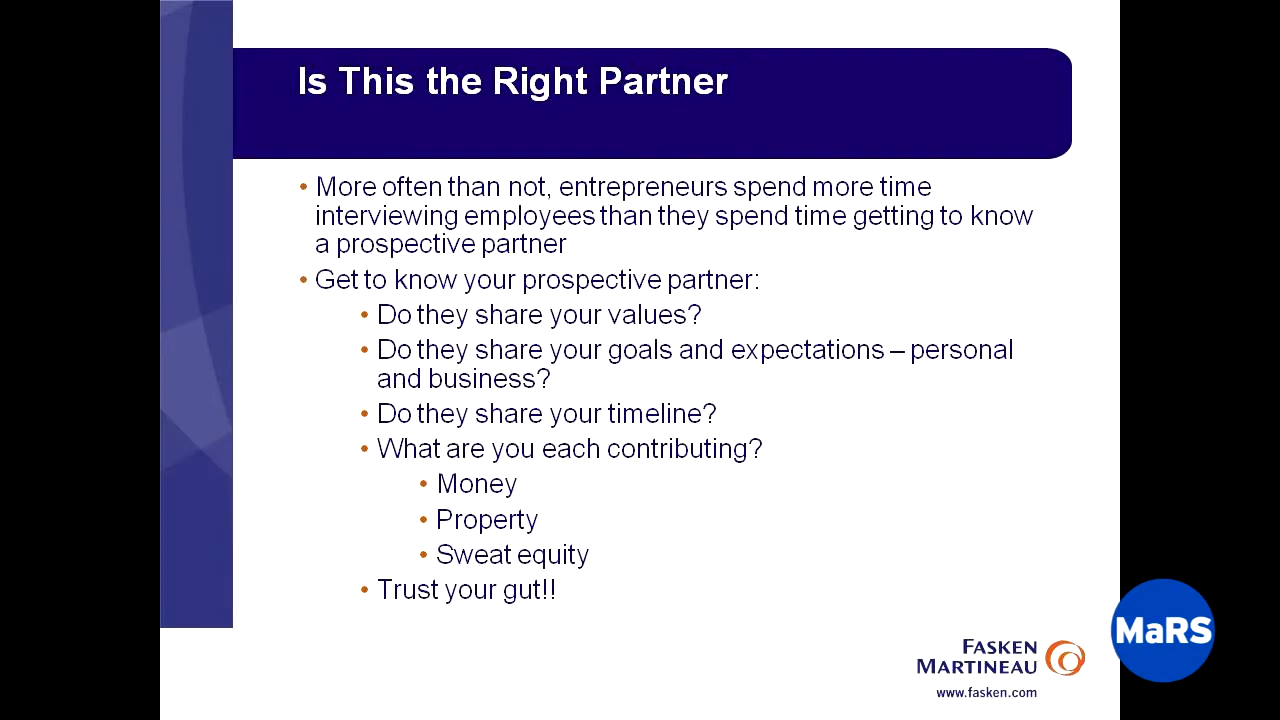 Is This the Right Partner
• More often than not, entrepreneurs spend more time
interviewing employees than they spend time getting to know
a prospective partner
• Get to know your prospective partner:
• Do they share your values?
• Do they share your goals and expectations – personal
and business?
• Do they share your timeline?
• What are you each contributing?
• Money
• Property
• Sweat equity
• Trust your gut!!
FASKEN
MARTINEAU
www.fasken.com
MaRS